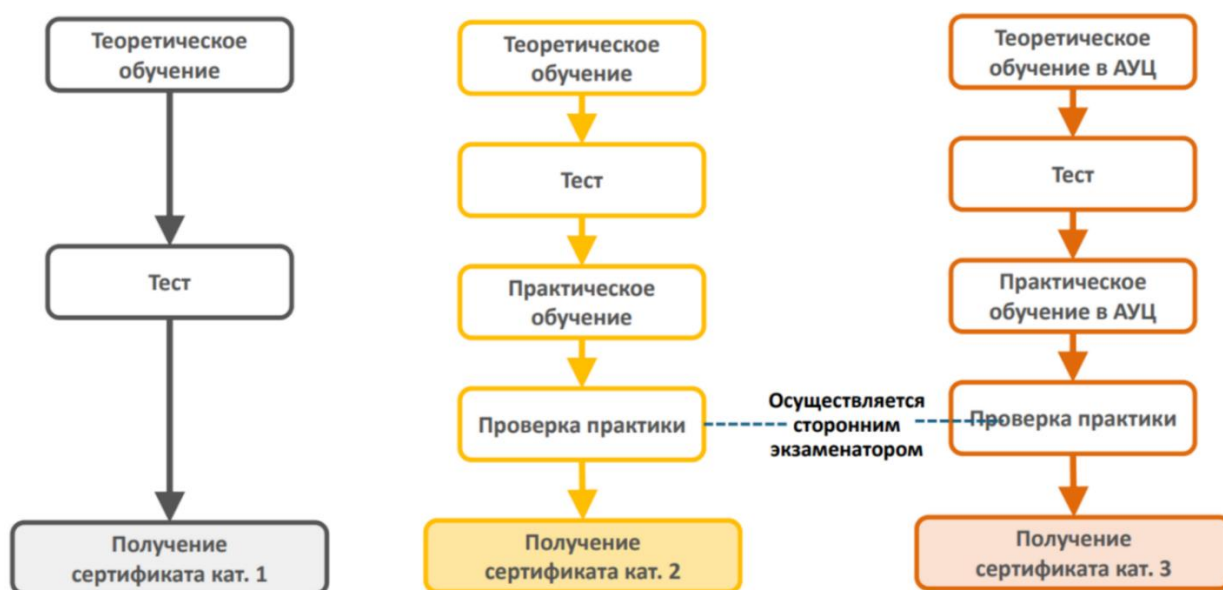 Теоретическое
обучение
Тест
Получение
сертификата кат. 1
Теоретическое
обучение
Тест
Практическое
обучение
Проверка практики
Получение
сертификата кат. 2
Осуществляется
сторонним
экзаменатором
Теоретическое
обучение в АУЦ
Тест
Практическое
обучение в АУЦ
Проверка практики
Получение
сертификата кат. 3